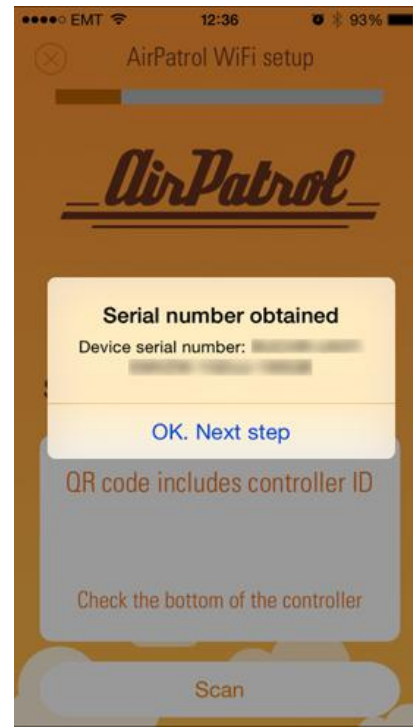 EMT 12:36 93%
AirPatrol WiFi setup
AirPatrol
Serial number obtained
Device serial number:
OK. Next step
QR code includes controller ID
Check the bottom of the controller
Scan